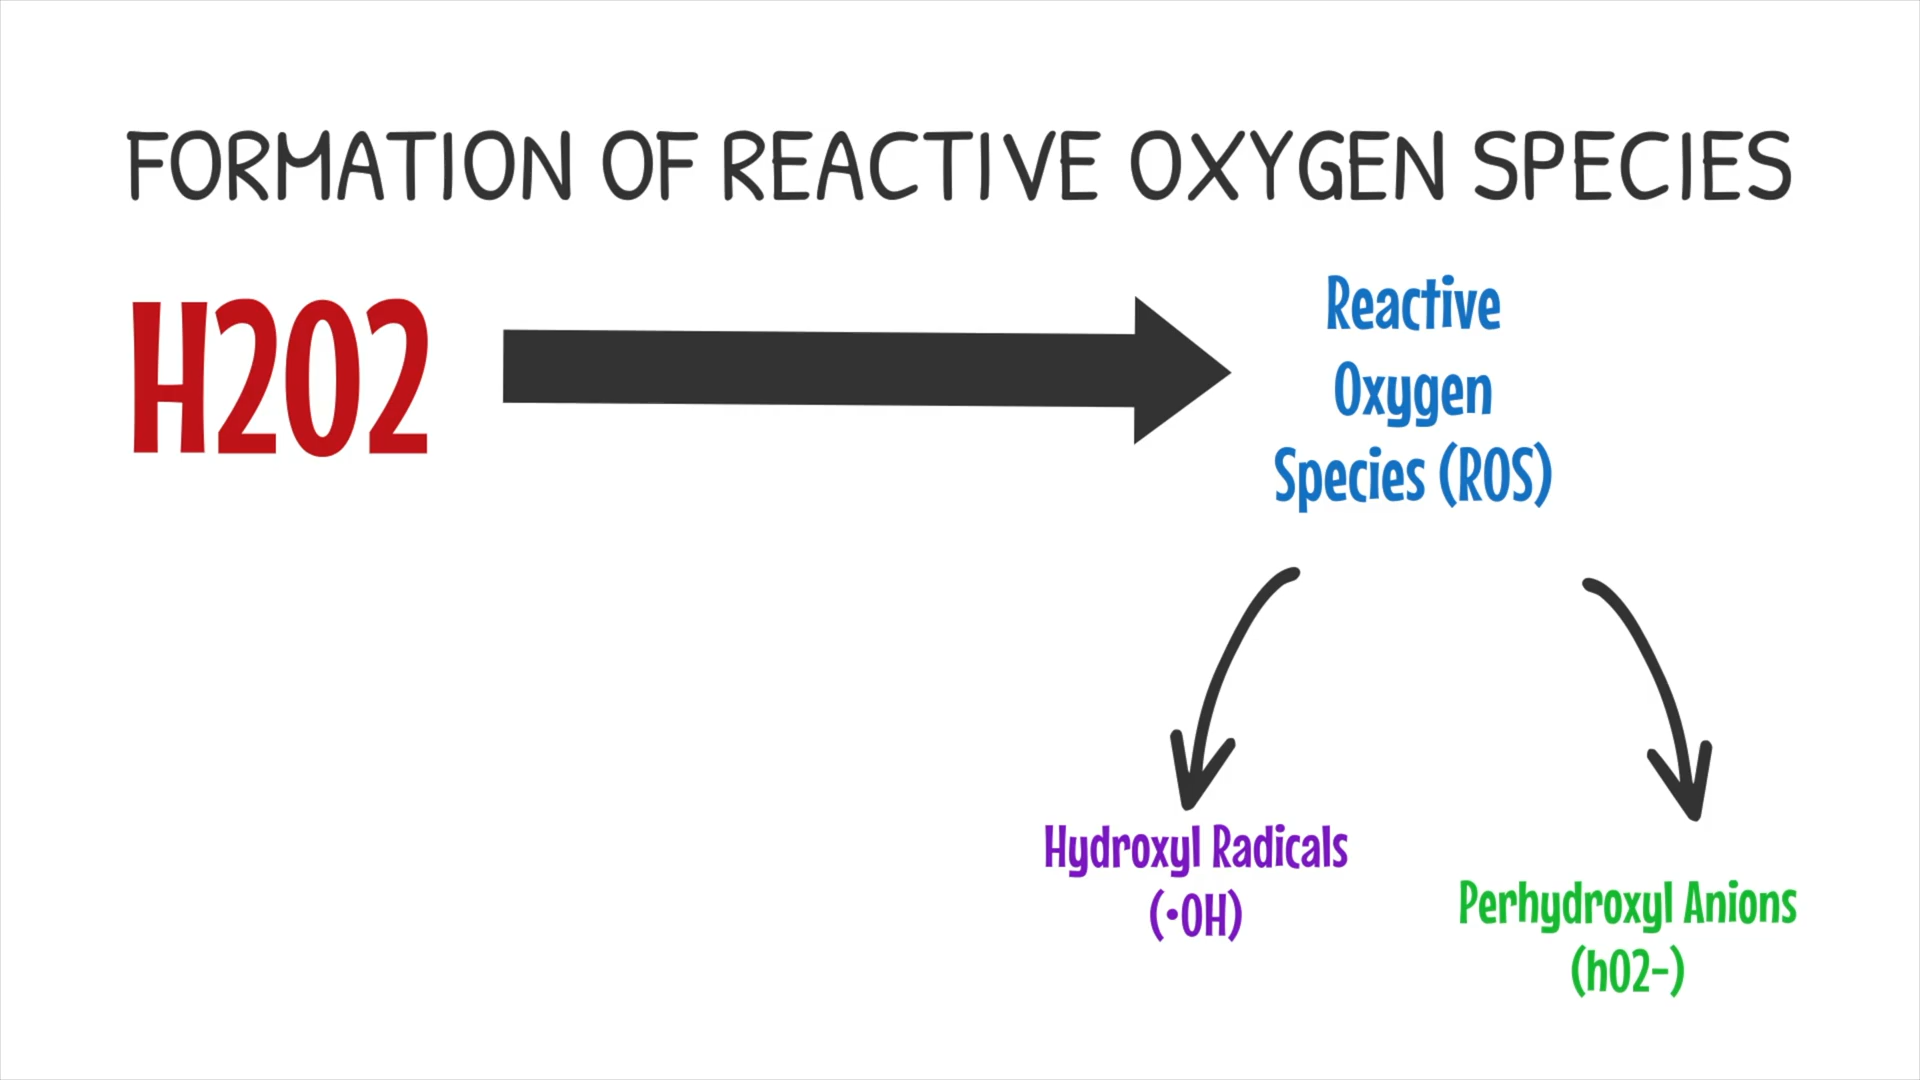 FORMATION OF REACTIVE OXYGEN SPECIES
H2O2
Reactive
Oxygen
Species (ROS)
Hydroxyl Radicals
(•OH)
Perhydroxyl Anions
(hO2-)